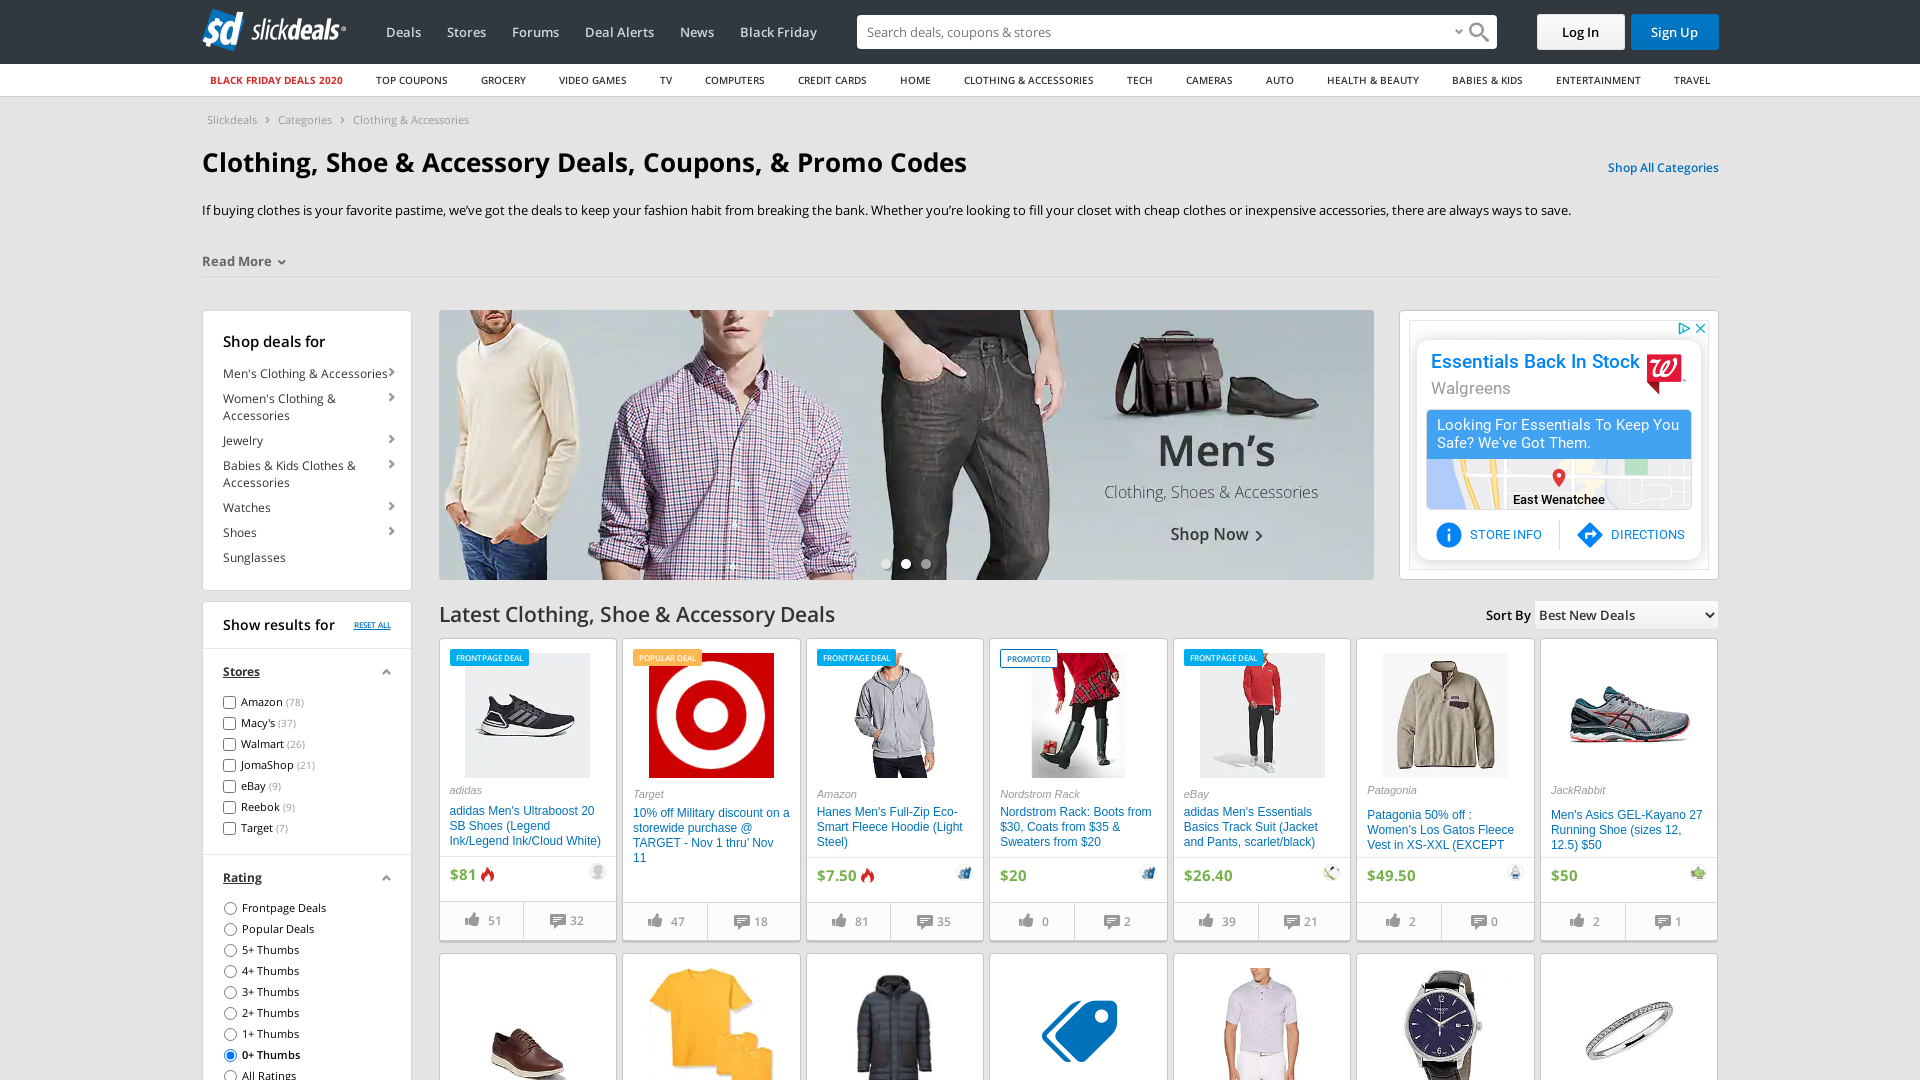 slickdeals
Deals
Stores
Forums
Deal Alerts
News
Black Friday
Search deals, coupons & stores
Log In
Sign Up
BLACK FRIDAY DEALS 2020
TOP COUPONS
GROCERY
VIDEO GAMES
TV
COMPUTERS
CREDIT CARDS
HOME
CLOTHING & ACCESSORIES
TECH
CAMERAS
AUTO
HEALTH & BEAUTY
BABIES & KIDS
ENTERTAINMENT
TRAVEL
Slickdeals
Categories
Clothing & Accessories
Clothing, Shoe & Accessory Deals, Coupons, & Promo Codes
Shop All Categories
If buying clothes is your favorite pastime, we’ve got the deals to keep your fashion habit from breaking the bank. Whether you’re looking to fill your closet with cheap clothes or inexpensive accessories, there are always ways to save.
Read More
Shop deals for
Men's Clothing & Accessories
Women's Clothing &
Accessories
Jewelry
Babies & Kids Clothes &
Accessories
Watches
Shoes
Sunglasses
Men’s
Clothing, Shoes & Accessories
Shop Now
Essentials Back In Stock
Walgreens
Looking For Essentials To Keep You
Safe? We've Got Them.
East Wenatchee
STORE INFO
DIRECTIONS
Show results for
RESET ALL
Stores
Amazon (78)
Macy's (37)
Walmart (26)
JomaShop (21)
eBay (9)
Reebok (9)
Target (7)
Rating
Frontpage Deals
Popular Deals
5+ Thumbs
4+ Thumbs
3+ Thumbs
2+ Thumbs
1+ Thumbs
0+ Thumbs
All Ratings
Latest Clothing, Shoe & Accessory Deals
Sort By
Best New Deals
FRONTPAGE DEAL
adidas
adidas Men's Ultraboost 20
SB Shoes (Legend
Ink/Legend Ink/Cloud White)
$81
51
32
POPULAR DEAL
Target
10% off Military discount on a
storewide purchase @
TARGET - Nov 1 thru' Nov
11
47
18
FRONTPAGE DEAL
Amazon
Hanes Men's Full-Zip Eco-
Smart Fleece Hoodie (Light
Steel)
$7.50
81
35
PROMOTED
Nordstrom Rack
Nordstrom Rack: Boots from
$30, Coats from $35 &
Sweaters from $20
$20
0
2
FRONTPAGE DEAL
eBay
adidas Men's Essentials
Basics Track Suit (Jacket
and Pants, scarlet/black)
$26.40
39
21
Patagonia
Patagonia 50% off :
Women's Los Gatos Fleece
Vest in XS-XXL (EXCEPT
$49.50
2
0
JackRabbit
Men's Asics GEL-Kayano 27
Running Shoe (sizes 12,
12.5) $50
$50
2
1